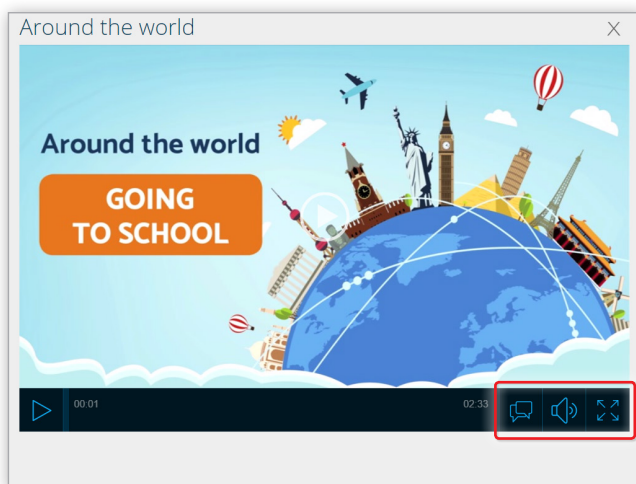 Around the world
X
Around the world
GOING
TO SCHOOL
00:01 02:33